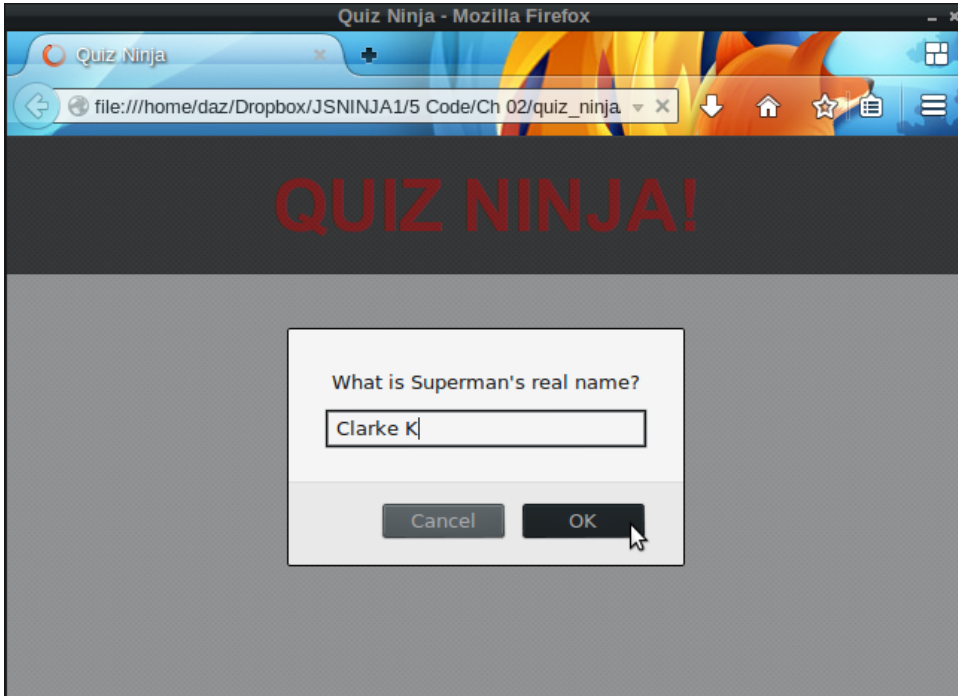 Quiz Ninja - Mozilla Firefox
Quiz Ninja
file:///home/daz/Dropbox/JSNINJA1/5 Code/Ch 02/quiz_ninja.
QUIZ NINJA!
What is Superman's real name?
Clarke K
Cancel
OK